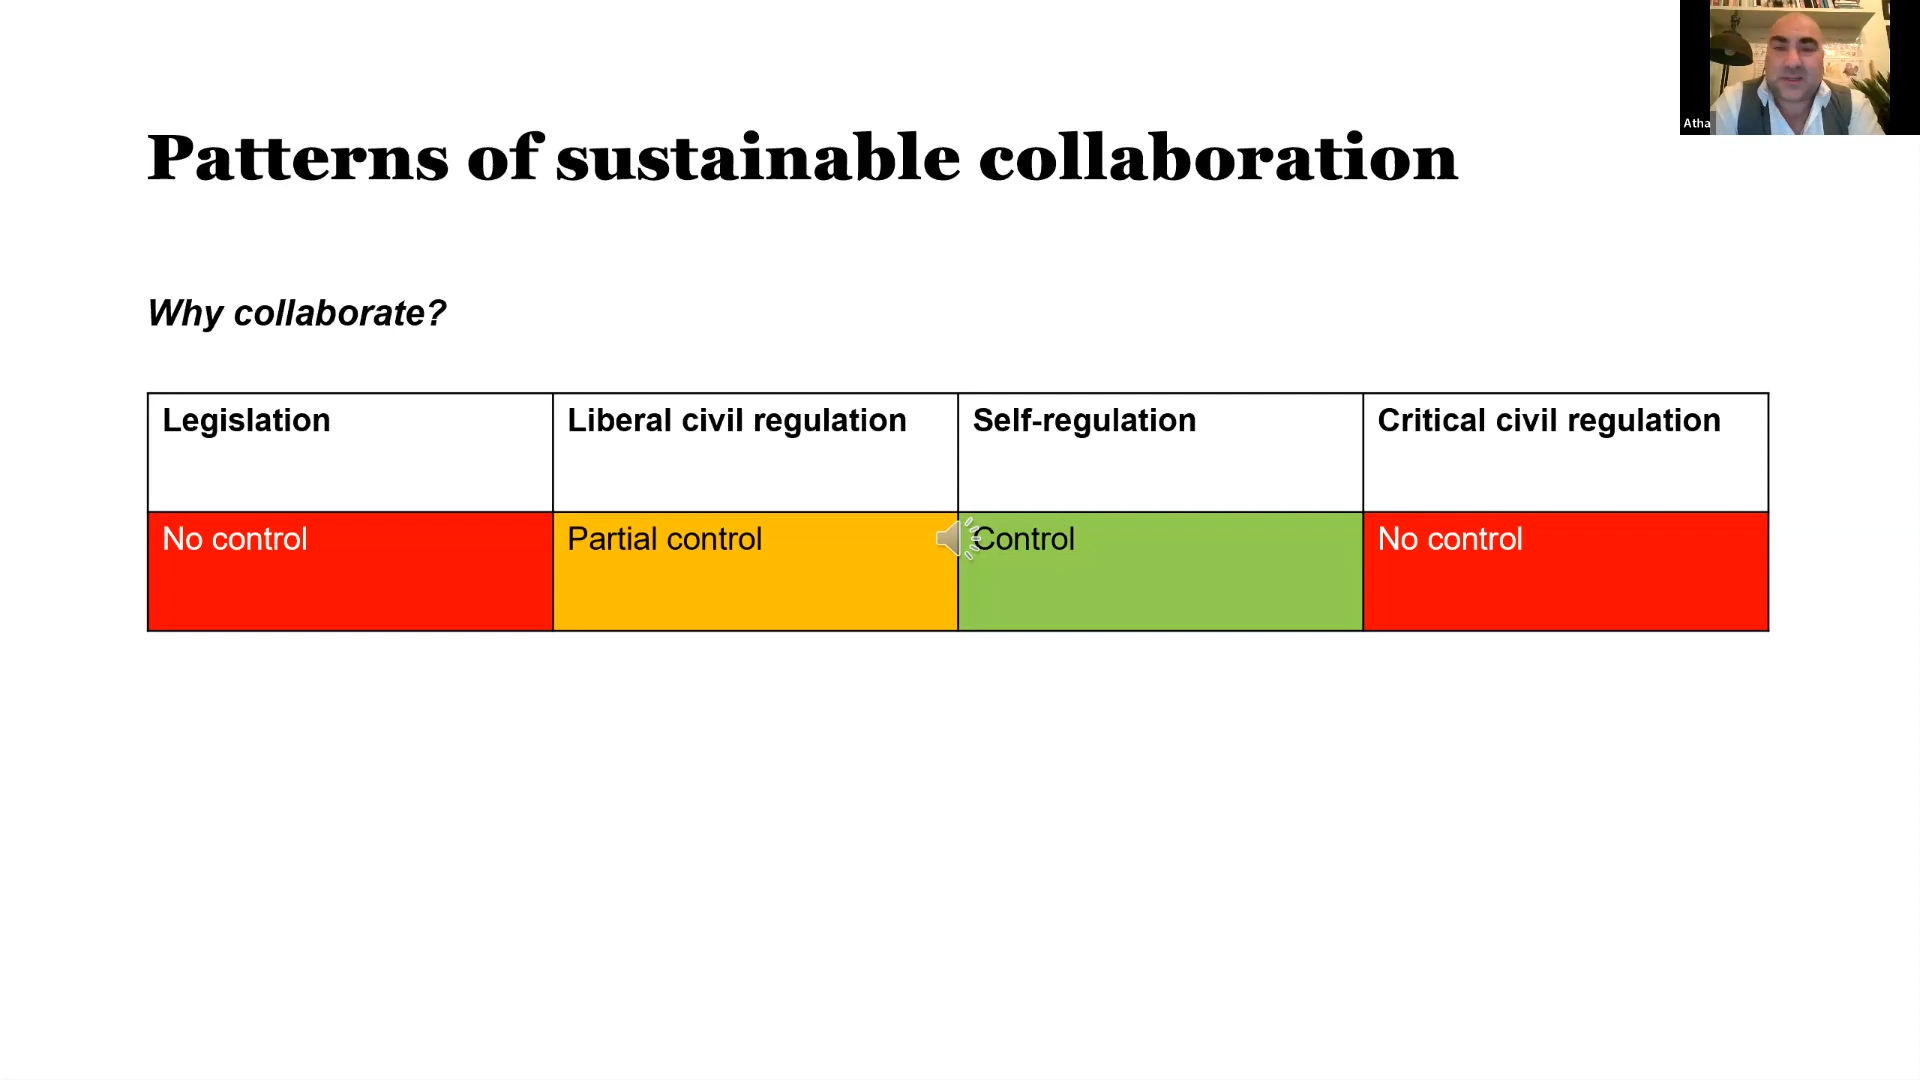 Atha
Patterns of sustainable collaboration
Why collaborate?
Legislation
Liberal civil regulation
Self-regulation
Critical civil regulation
No control
Partial control
Control
No control